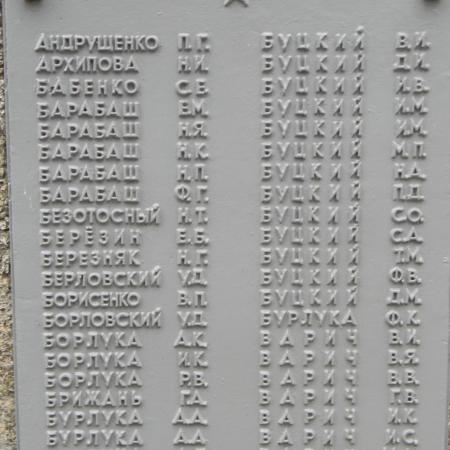 АНДРУЩЕНКО П.Г. БУЦКИЙ В.И.
АРХИПОВА Н.И. БУЦКИЙ Д.И.
БАБЕНКО С.Е. БУЦКИЙ И.В.
БАРАБАШ В.М. БУЦКИЙ И.М.
БАРАБАШ Н.Я. БУЦКИЙ И.М.
БАРАБАШ Н.К. БУЦКИЙ М.П.
БАРАБАШ Н.П. БУЦКИЙ Н.Д.
БАРАБАШ Ф.Г. БУЦКИЙ П.Д.
БЕЗОТОСНЫЙ Н.Т. БУЦКИЙ С.О.
БЕРЁЗИН Е.Б. БУЦКИЙ С.Д.
БЕРЕЗНЯК Н.Г. БУЦКИЙ Т.М.
БЕРЛОВСКИЙ У.Д. БУЦКИЙ Ф.В.
БОРИСЕНКО В.П. БУЦКИЙ Д.М.
БОРЛОВСКИЙ У.Д. БУРЛУКА Ф.К.
БОРЛУКА А.К. ВАРИЧ В.И.
БОРЛУКА И.К. ВАРИЧ В.Я.
БОРЛУКА Р.В. ВАРИЧ В.В.
БРИЖАНЬ Г.А. ВАРИЧ Г.В.
БУРЛУКА А.А. ВАРИЧ И.К.
БУРЛУКА А.А. ВАРИЧ И.С.